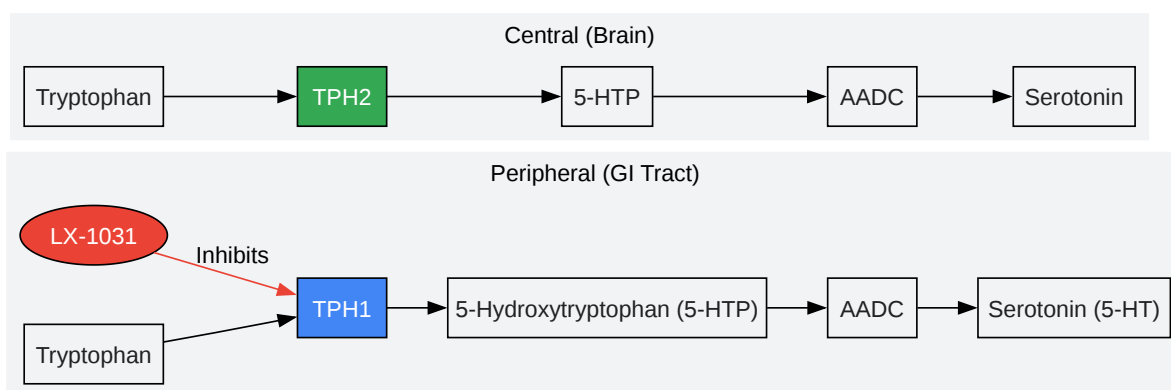 Central (Brain)
Tryptophan
TPH2
5-HTP
AADC
Serotonin
Peripheral (GI Tract)
LX-1031
Inhibits
TPH1
5-Hydroxytryptophan (5-HTP)
AADC
Serotonin (5-HT)
Tryptophan